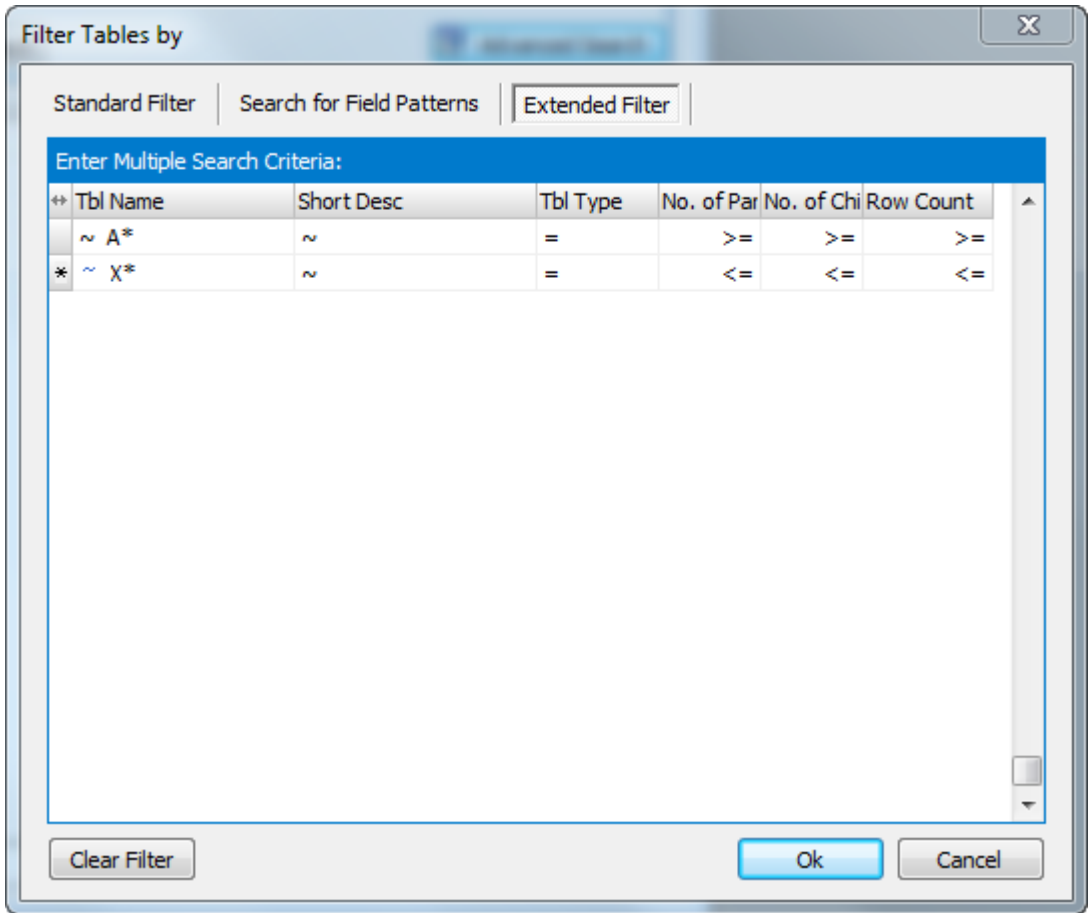 Filter Tables by
Standard Filter Search for Field Patterns Extended Filter
Enter Multiple Search Criteria:
Tbl Name Short Desc Tbl Type No. of Par No. of Chi Row Count
~ A* ~ = >= >= >=
* ~ X* ~ = <= <= <=
Clear Filter Ok Cancel